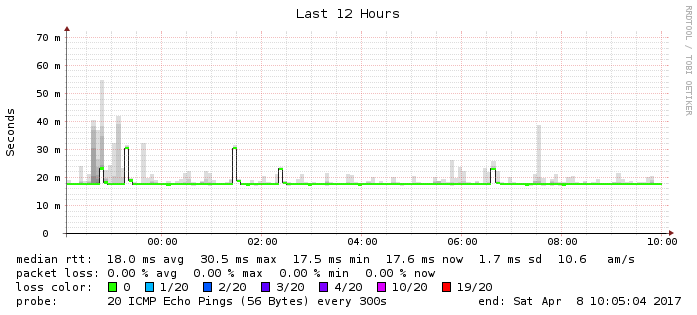 Last 12 Hours
RRDTOOL / TOBI OETIKER
Seconds
70 m
60 m
50 m
40 m
30 m
20 m
10 m
0
00:00 02:00 04:00 06:00 08:00 10:00
median rtt: 18.0 ms avg 30.5 ms max 17.5 ms min 17.6 ms now 1.7 ms sd 10.6 am/s
packet loss: 0.00 % avg 0.00 % max 0.00 % min 0.00 % now
loss color: 0 1/20 2/20 3/20 4/20 10/20 19/20
probe: 20 ICMP Echo Pings (56 Bytes) every 300s end: Sat Apr 8 10:05:04 2017